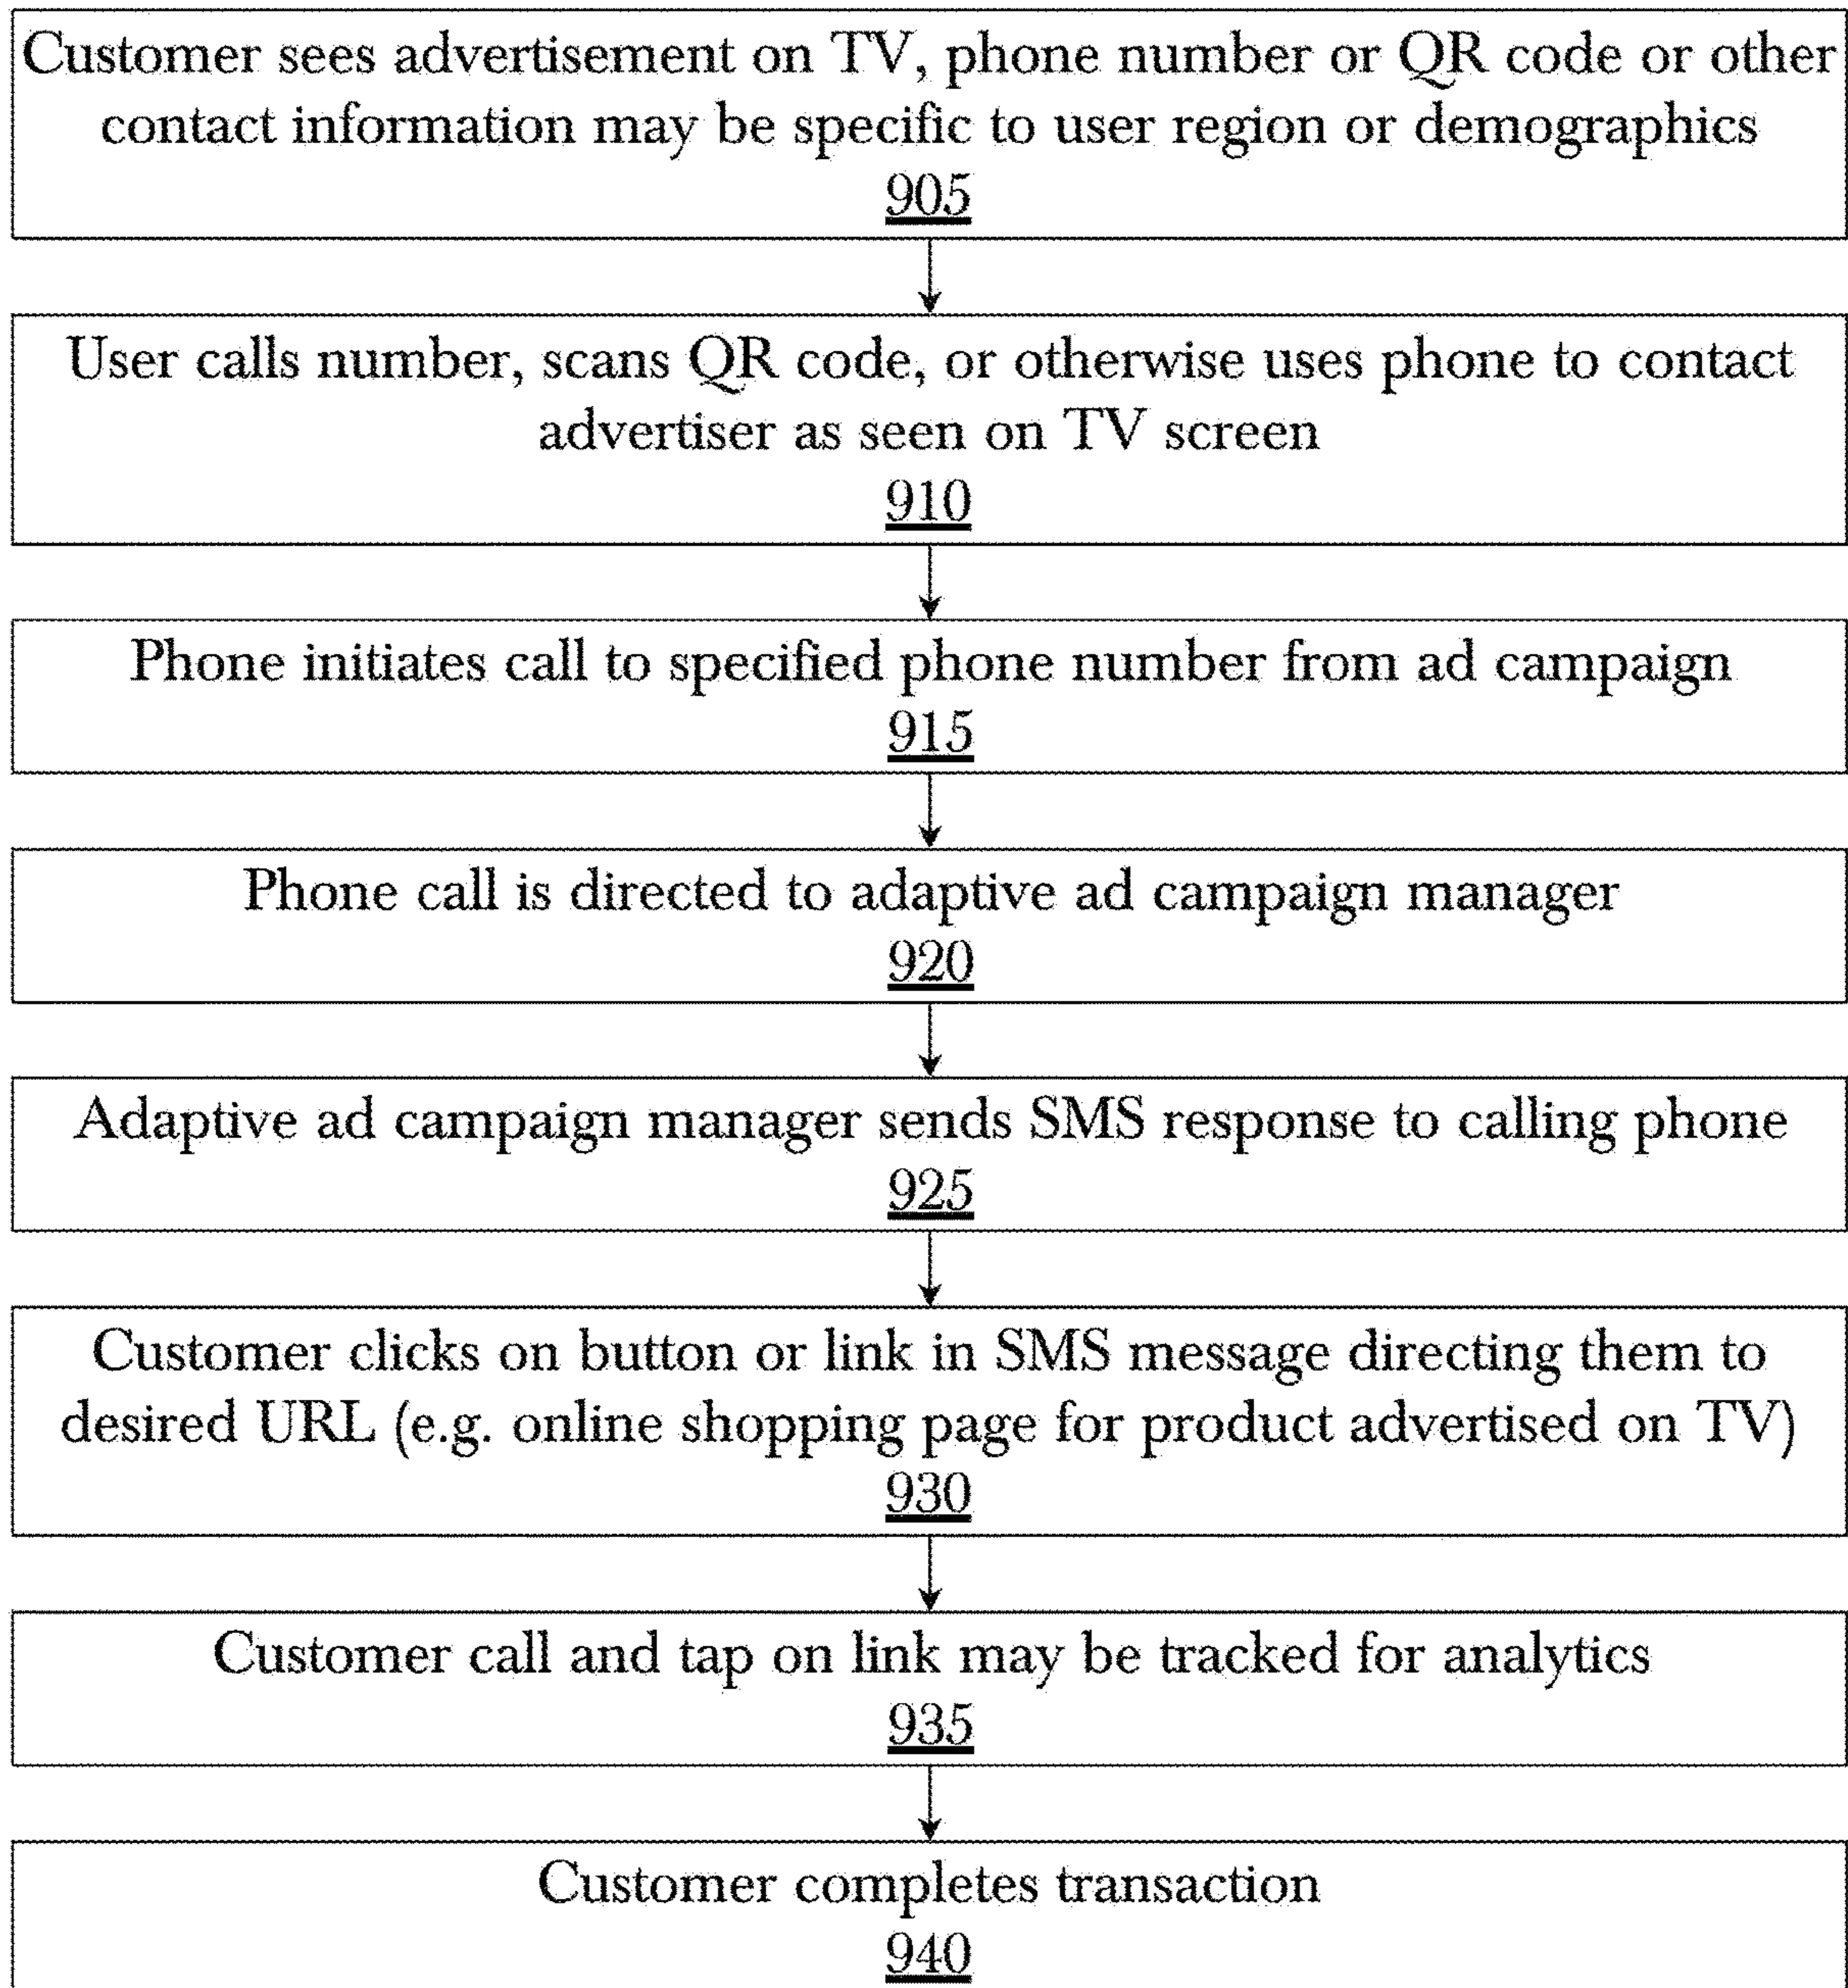 Customer sees advertisement on TV, phone number or QR code or other
contact information may be specific to user region or demographics
905
User calls number, scans QR code, or otherwise uses phone to contact
advertiser as seen on TV screen
910
Phone initiates call to specified phone number from ad campaign
915
Phone call is directed to adaptive ad campaign manager
920
Adaptive ad campaign manager sends SMS response to calling phone
925
Customer clicks on button or link in SMS message directing them to
desired URL (e.g. online shopping page for product advertised on TV)
930
Customer call and tap on link may be tracked for analytics
935
Customer completes transaction
940